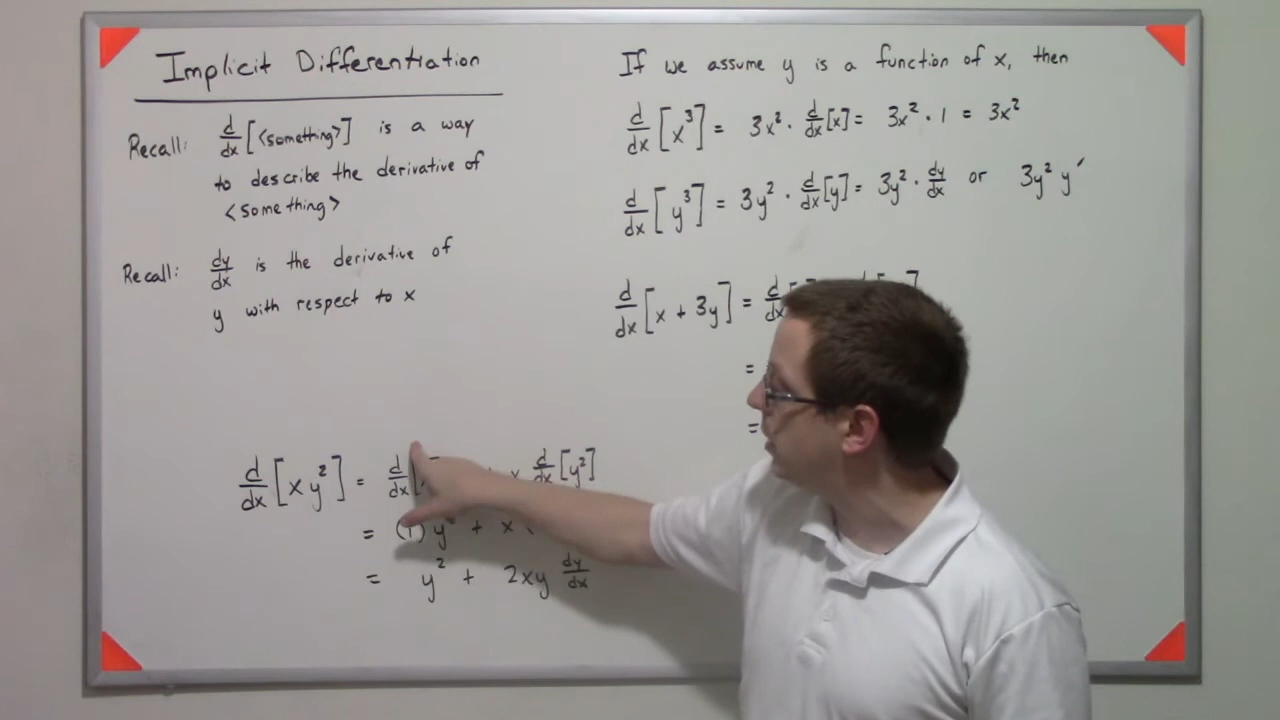 Implicit Differentiation
Recall: d/dx [<something>] is a way
to describe the derivative of
<something>
Recall: dy/dx is the derivative of
y with respect to x
If we assume y is a function of x, then
d/dx [x³] = 3x² · d/dx [x] = 3x² · 1 = 3x²
d/dx [y³] = 3y² · d/dx [y] = 3y² · dy/dx or 3y² y′
d/dx [x + 3y] = d/dx
=
=
d/dx [xy²] = d/dx [ + x d/dx [y²]
= (1) y² + x (
= y² + 2xy dy/dx